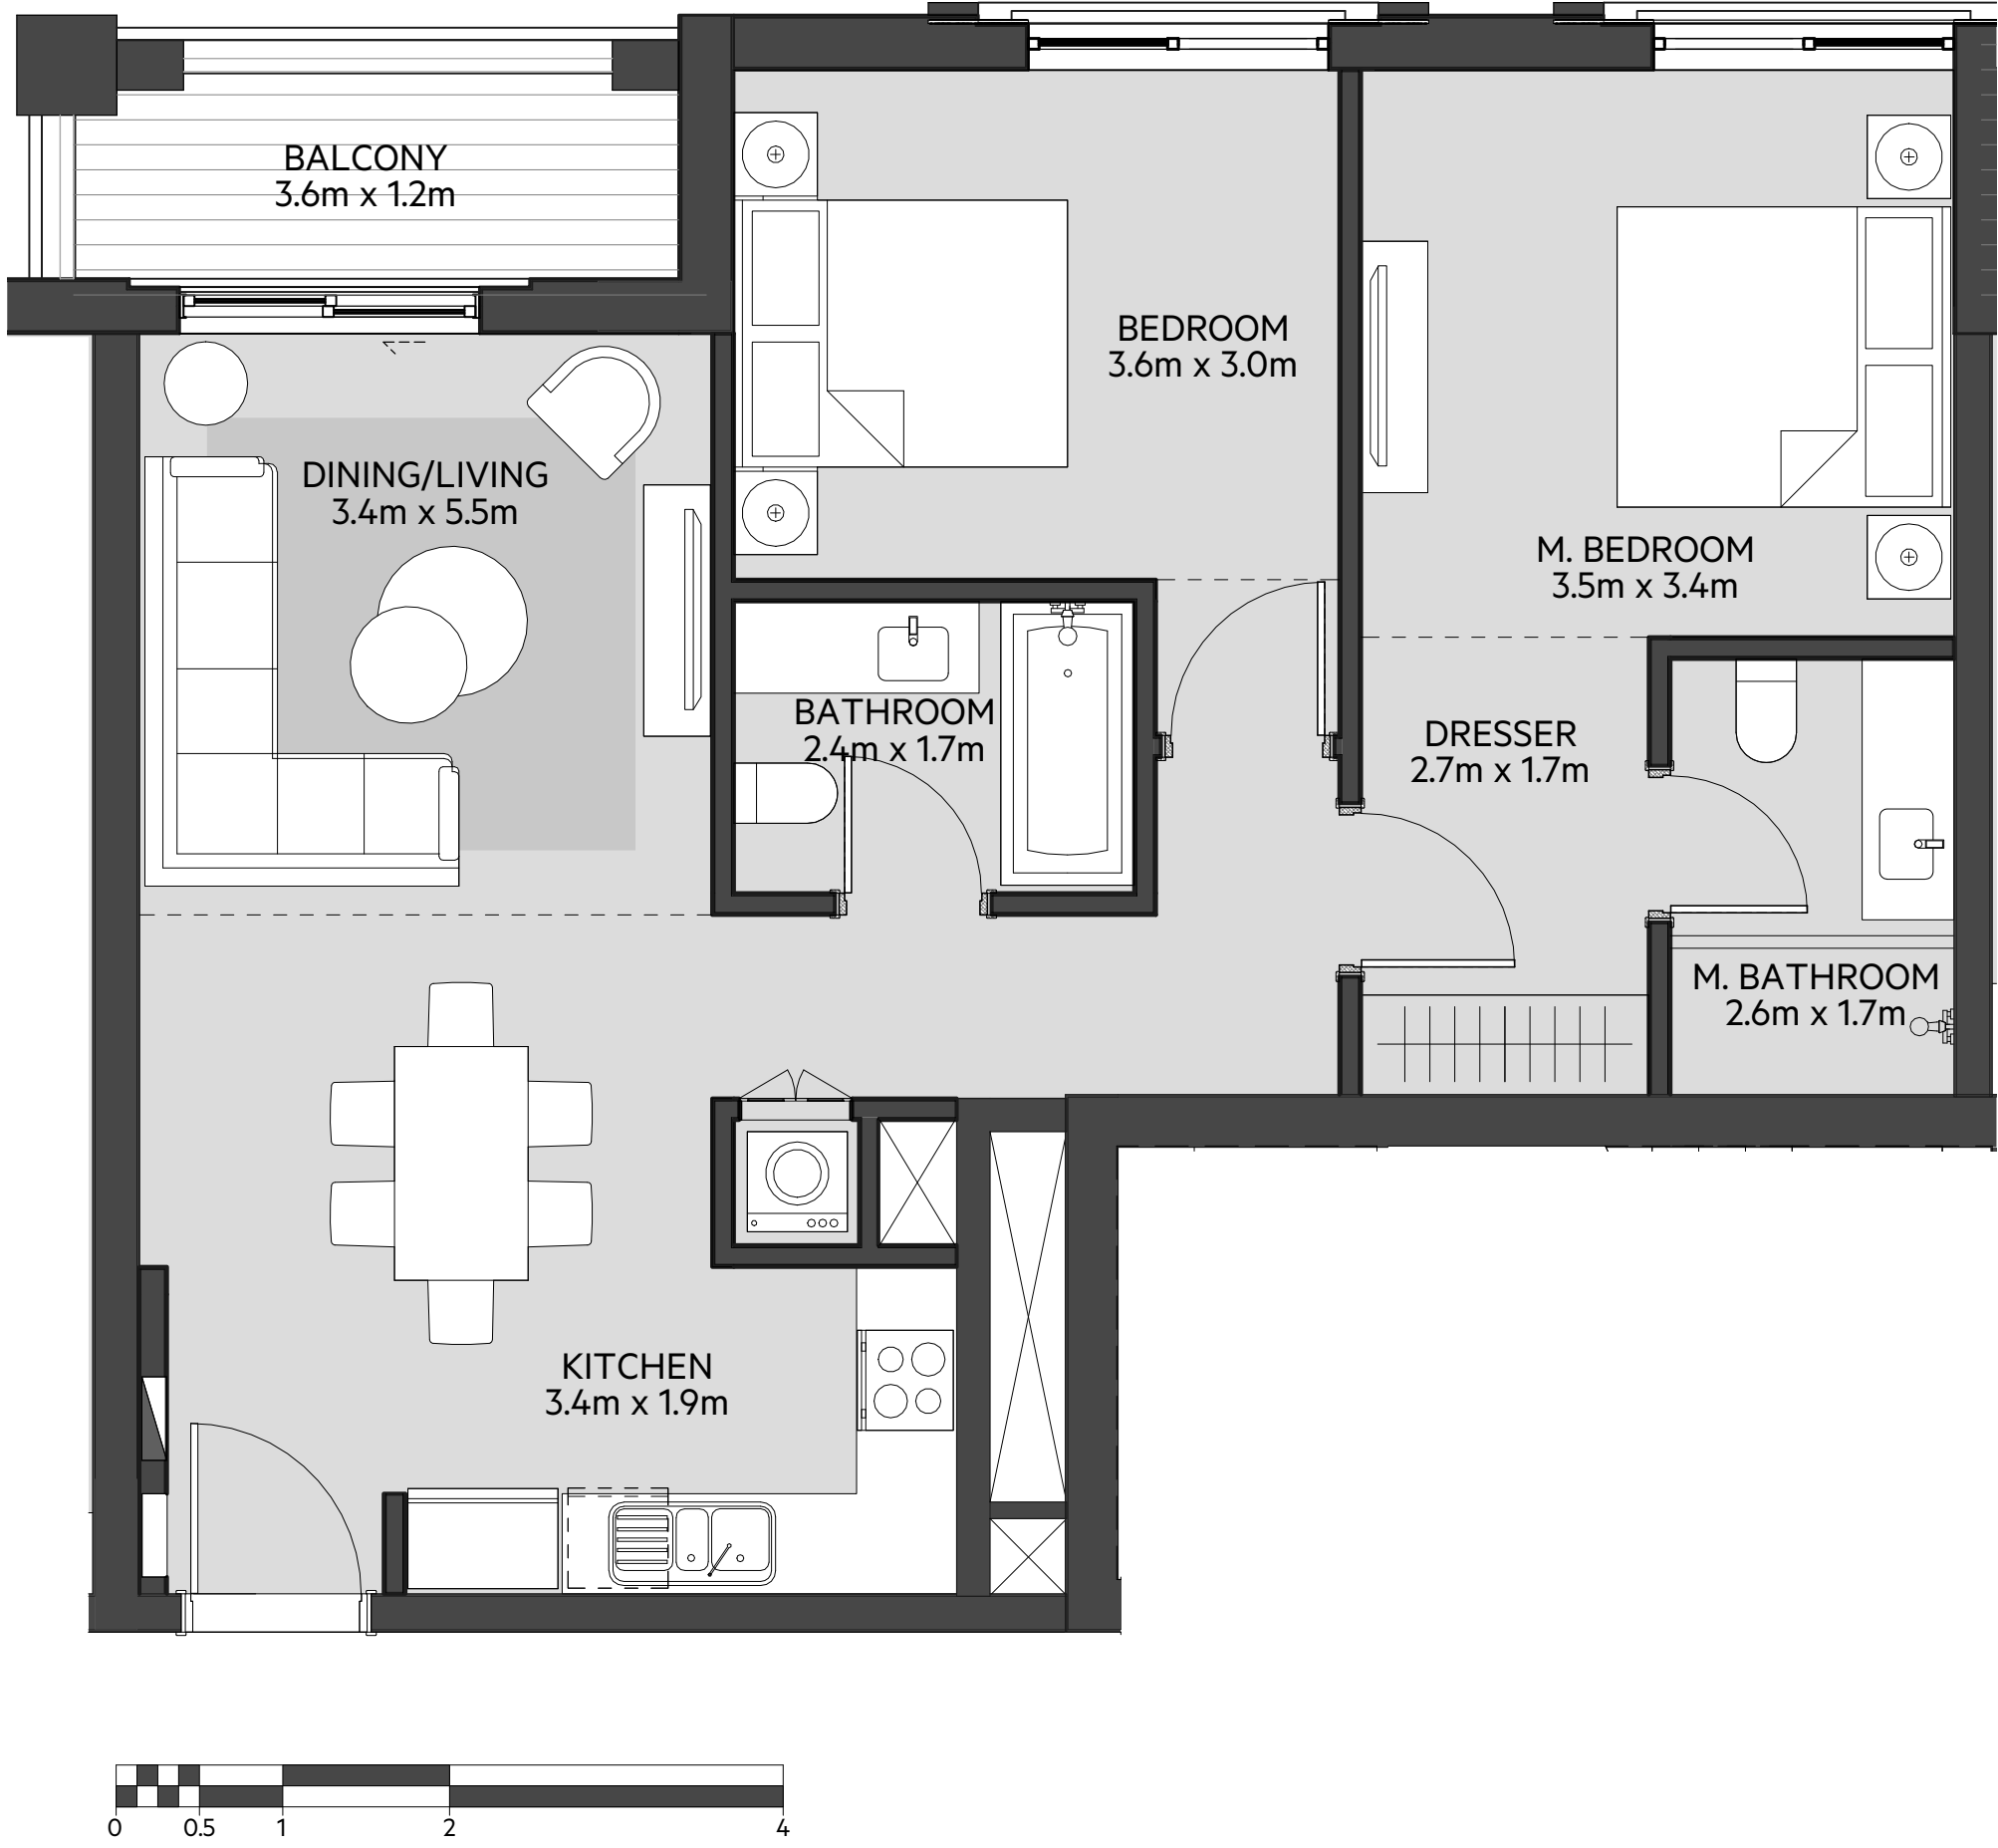 BALCONY
3.6m x 1.2m
BEDROOM
3.6m x 3.0m
DINING/LIVING
3.4m x 5.5m
M. BEDROOM
3.5m x 3.4m
BATHROOM
2.4m x 1.7m
DRESSER
2.7m x 1.7m
M. BATHROOM
2.6m x 1.7m
KITCHEN
3.4m x 1.9m
0 0.5 1 2 4